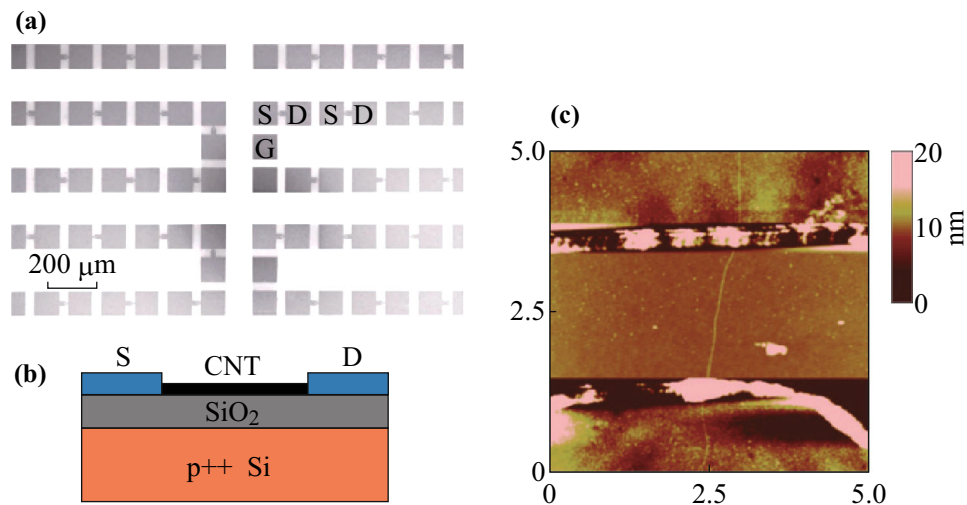 (a)
S D S D
G
200 μm
(b)
S CNT D
SiO2
p++ Si
(c)
5.0
2.5
0
0 2.5 5.0
20
10
0
nm